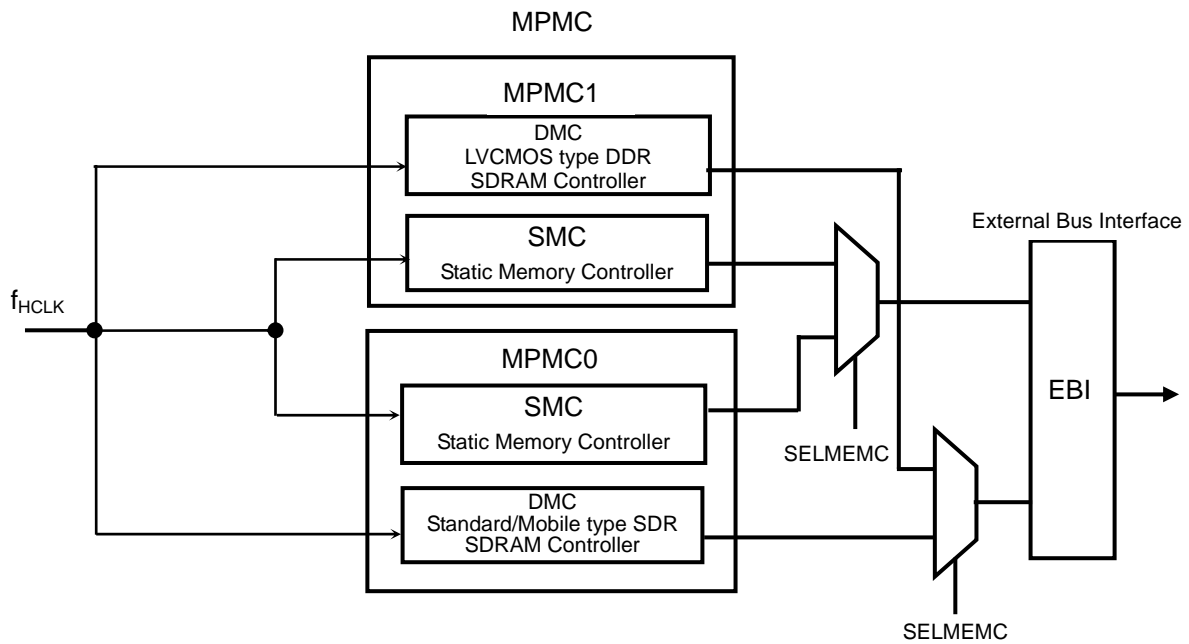 MPMC
MPMC1
DMC
LVCMOS type DDR
SDRAM Controller
SMC
Static Memory Controller
External Bus Interface
fHCLK
MPMC0
SMC
Static Memory Controller
EBI
SELMEMC
DMC
Standard/Mobile type SDR
SDRAM Controller
SELMEMC